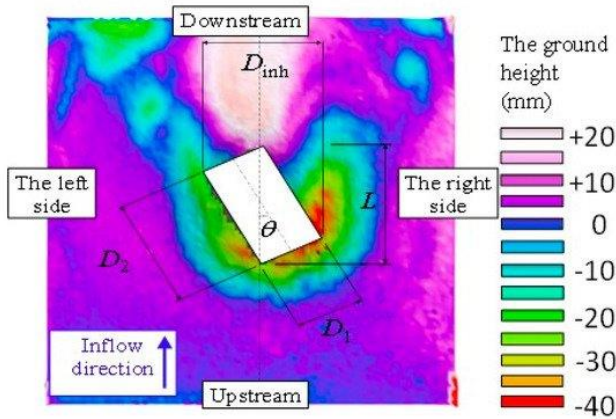 Downstream
D_inh
The ground
height
(mm)
+20
+10
0
-10
-20
-30
-40
The left
side
The right
side
L
θ
D_2
D_1
Inflow
direction
Upstream